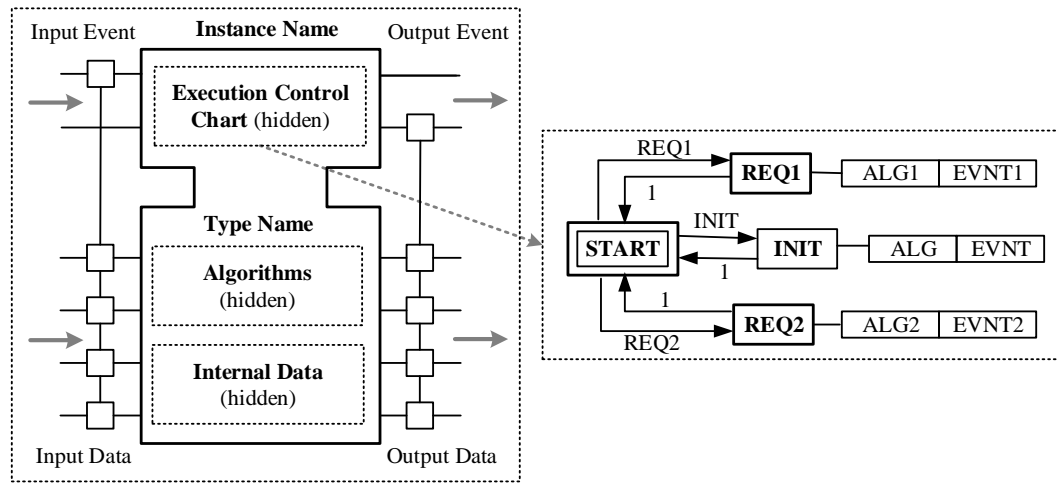 Input Event
Instance Name
Output Event
Execution Control
Chart (hidden)
Type Name
Algorithms
(hidden)
Internal Data
(hidden)
Input Data
Output Data
REQ1
REQ1
ALG1
EVNT1
1
INIT
START
INIT
ALG
EVNT
1
1
REQ2
ALG2
EVNT2
REQ2